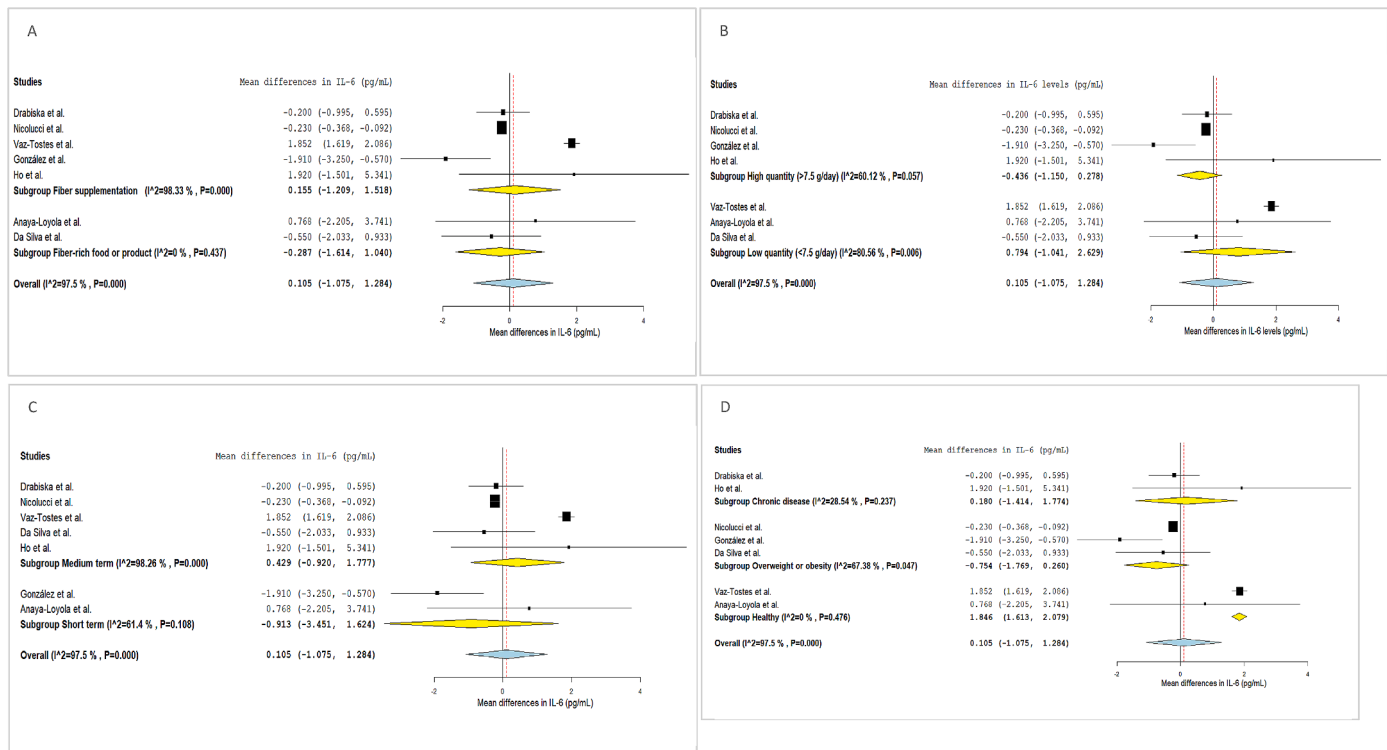 A
Studies Mean differences in IL-6 (pg/mL)
Drabiska et al. -0.200 (-0.995, 0.595)
Nicolucci et al. -0.230 (-0.368, -0.092)
Vaz-Tostes et al. 1.852 (1.619, 2.086)
González et al. -1.910 (-3.250, -0.570)
Ho et al. 1.920 (-1.501, 5.341)
Subgroup Fiber supplementation (I^2=98.33 % , P=0.000) 0.155 (-1.209, 1.518)
Anaya-Loyola et al. 0.768 (-2.205, 3.741)
Da Silva et al. -0.550 (-2.033, 0.933)
Subgroup Fiber-rich food or product (I^2=0 % , P=0.437) -0.287 (-1.614, 1.040)
Overall (I^2=97.5 % , P=0.000) 0.105 (-1.075, 1.284)
-2 0 2 4
Mean differences in IL-6 (pg/mL)
B
Studies Mean differences in IL-6 levels (pg/mL)
Drabiska et al. -0.200 (-0.995, 0.595)
Nicolucci et al. -0.230 (-0.368, -0.092)
González et al. -1.910 (-3.250, -0.570)
Ho et al. 1.920 (-1.501, 5.341)
Subgroup High quantity (>7.5 g/day) (I^2=60.12 % , P=0.057) -0.436 (-1.150, 0.278)
Vaz-Tostes et al. 1.852 (1.619, 2.086)
Anaya-Loyola et al. 0.768 (-2.205, 3.741)
Da Silva et al. -0.550 (-2.033, 0.933)
Subgroup Low quantity (<7.5 g/day) (I^2=80.56 % , P=0.006) 0.794 (-1.041, 2.629)
Overall (I^2=97.5 % , P=0.000) 0.105 (-1.075, 1.284)
-2 0 2 4
Mean differences in IL-6 levels (pg/mL)
C
Studies Mean differences in IL-6 (pg/mL)
Drabiska et al. -0.200 (-0.995, 0.595)
Nicolucci et al. -0.230 (-0.368, -0.092)
Vaz-Tostes et al. 1.852 (1.619, 2.086)
Da Silva et al. -0.550 (-2.033, 0.933)
Ho et al. 1.920 (-1.501, 5.341)
Subgroup Medium term (I^2=98.26 % , P=0.000) 0.429 (-0.920, 1.777)
González et al. -1.910 (-3.250, -0.570)
Anaya-Loyola et al. 0.768 (-2.205, 3.741)
Subgroup Short term (I^2=61.4 % , P=0.108) -0.913 (-3.451, 1.624)
Overall (I^2=97.5 % , P=0.000) 0.105 (-1.075, 1.284)
-2 0 2 4
Mean differences in IL-6 (pg/mL)
D
Studies Mean differences in IL-6 (pg/mL)
Drabiska et al. -0.200 (-0.995, 0.595)
Ho et al. 1.920 (-1.501, 5.341)
Subgroup Chronic disease (I^2=28.54 % , P=0.237) 0.180 (-1.414, 1.774)
Nicolucci et al. -0.230 (-0.368, -0.092)
González et al. -1.910 (-3.250, -0.570)
Da Silva et al. -0.550 (-2.033, 0.933)
Subgroup Overweight or obesity (I^2=67.38 % , P=0.047) -0.754 (-1.769, 0.260)
Vaz-Tostes et al. 1.852 (1.619, 2.086)
Anaya-Loyola et al. 0.768 (-2.205, 3.741)
Subgroup Healthy (I^2=0 % , P=0.476) 1.846 (1.613, 2.079)
Overall (I^2=97.5 % , P=0.000) 0.105 (-1.075, 1.284)
-2 0 2 4
Mean differences in IL-6 (pg/mL)